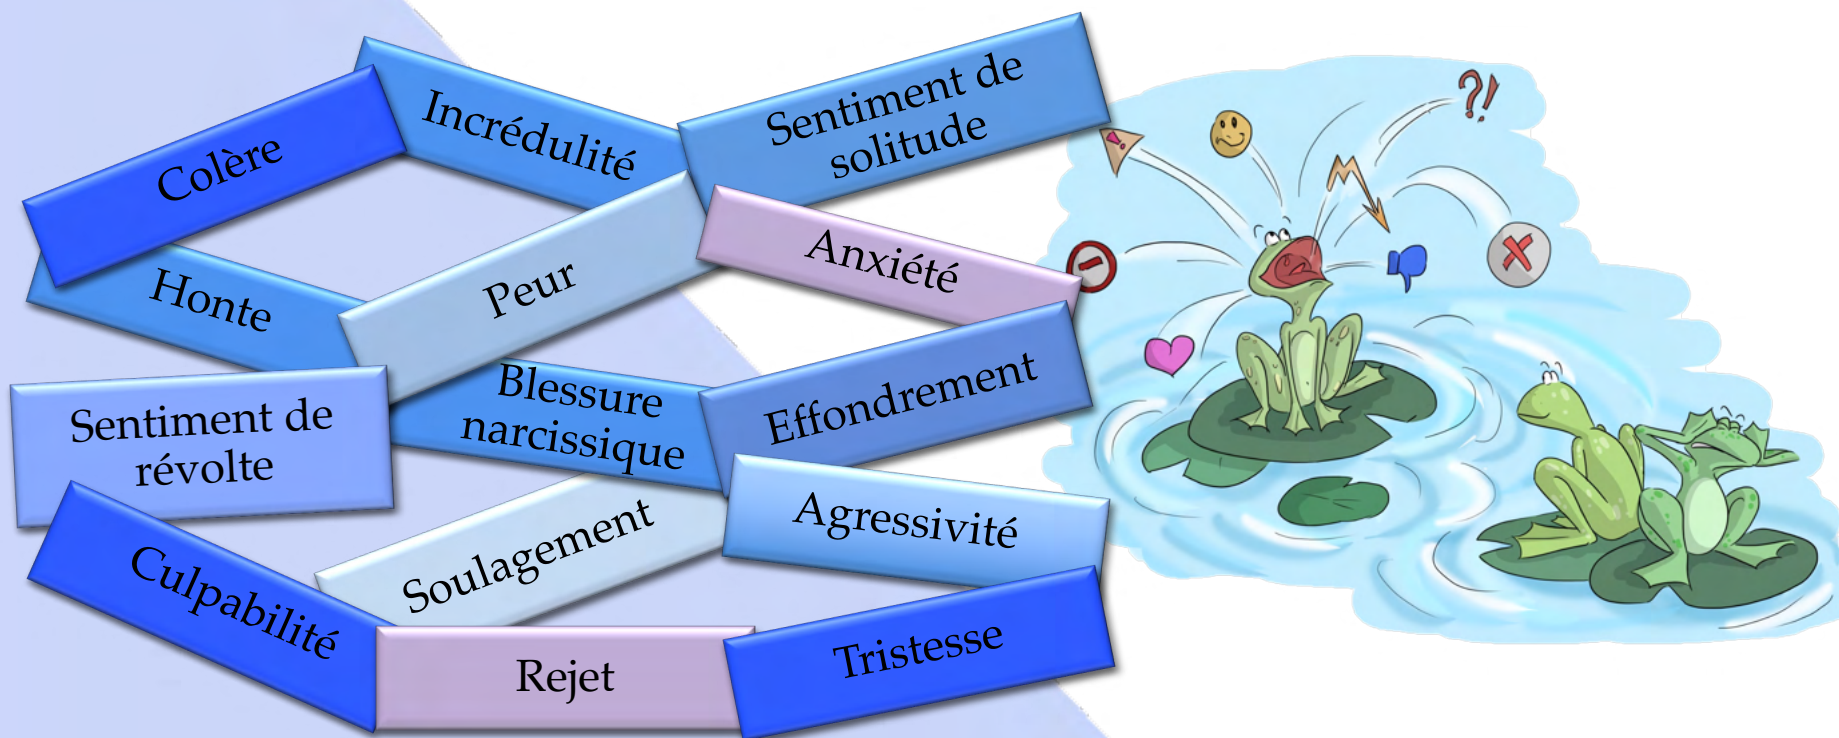 Colère
Incrédulité
Sentiment de
solitude
Honte
Peur
Anxiété
Sentiment de
révolte
Blessure
narcissique
Effondrement
Culpabilité
Soulagement
Agressivité
Rejet
Tristesse
?!
!